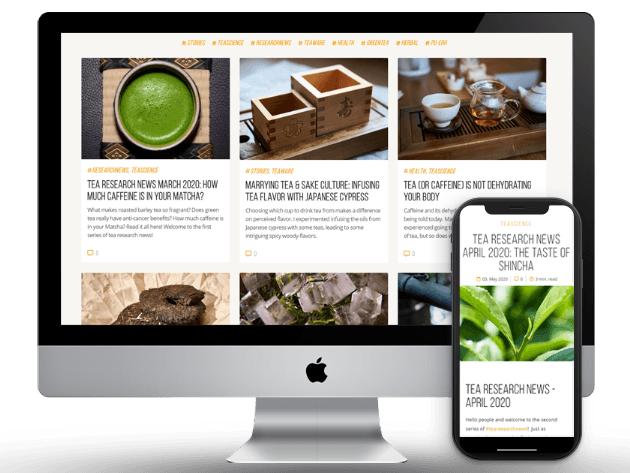 # STORIES # TEASCIENCE # RESEARCHNEWS # TEAWARE # HEALTH # GREENTEA # HERBAL # PU-ERH
# RESEARCHNEWS, TEASCIENCE
TEA RESEARCH NEWS MARCH 2020: HOW
MUCH CAFFEINE IS IN YOUR MATCHA?
What makes roasted barley tea so fragrant? Does green
tea really have anti-cancer benefits? How much caffeine is
in your Matcha? Read it all here! Welcome to the first
series of tea research news!
0
# STORIES, TEAWARE
MARRYING TEA & SAKE CULTURE: INFUSING
TEA FLAVOR WITH JAPANESE CYPRESS
Choosing which cup to drink tea from makes a difference
on perceived flavor. I experimented infusing the oils from
Japanese cypress with some teas, leading to some
intriguing spicy woody flavors.
0
# HEALTH, TEASCIENCE
TEA (OR CAFFEINE) IS NOT DEHYDRATING
YOUR BODY
Caffeine and its dehydr
being told today. Ma
experienced going to
of tea, but so does w
0
TEASCIENCE
TEA RESEARCH NEWS
APRIL 2020: THE TASTE OF
SHINCHA
03. May 2020 0 3 min. read
TEA RESEARCH NEWS -
APRIL 2020
Hello people and welcome to the second
series of #tearesearchnews! Just as